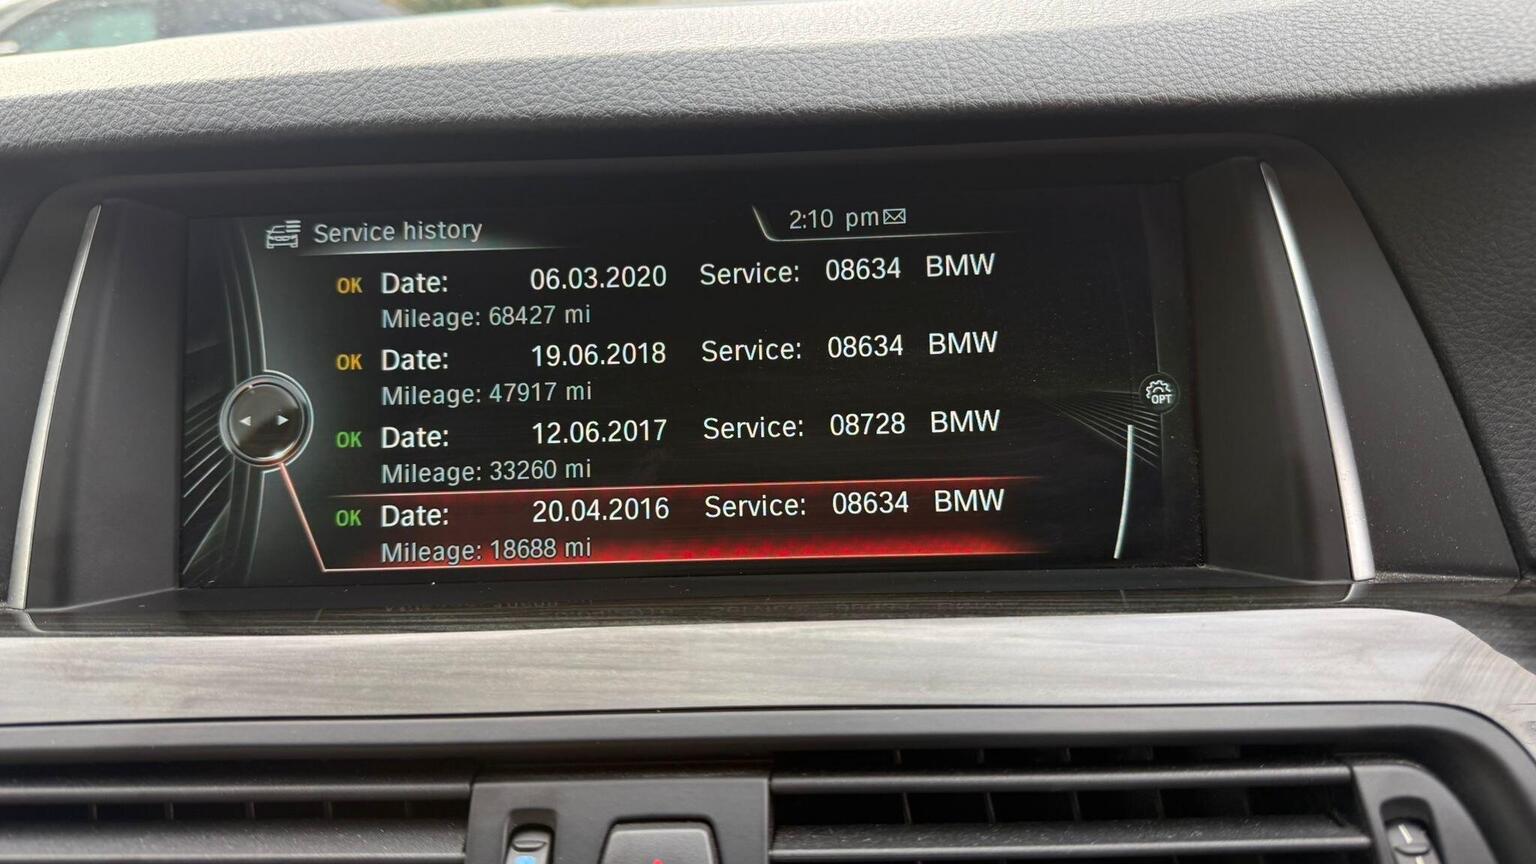 Service history 2:10 pm
OK Date: 06.03.2020 Service: 08634 BMW
Mileage: 68427 mi
OK Date: 19.06.2018 Service: 08634 BMW
Mileage: 47917 mi
OK Date: 12.06.2017 Service: 08728 BMW
Mileage: 33260 mi
OK Date: 20.04.2016 Service: 08634 BMW
Mileage: 18688 mi
OPT